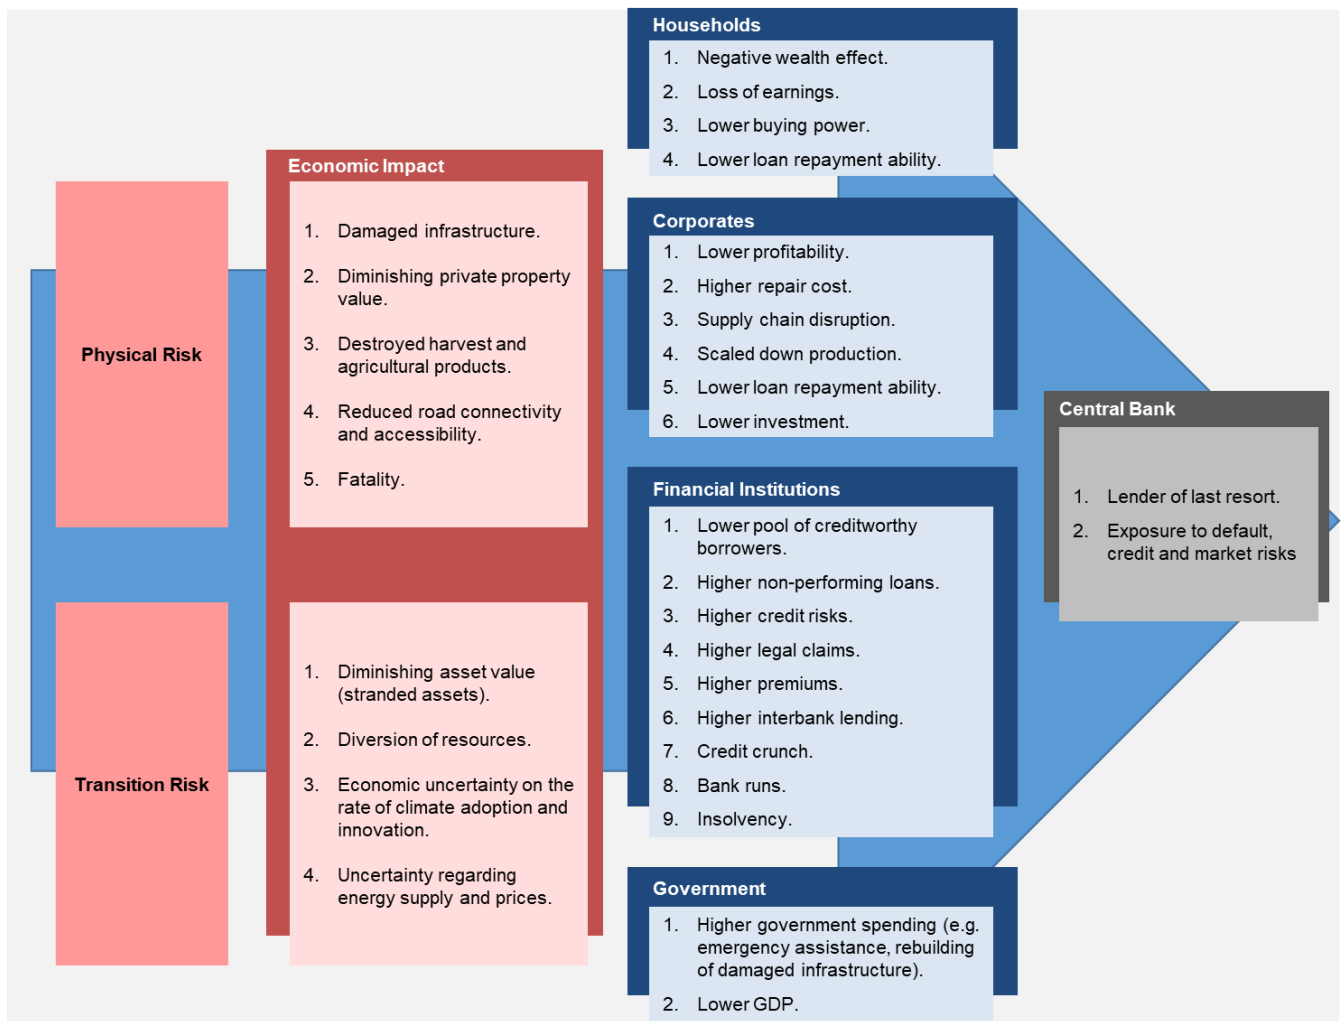 Physical Risk
Transition Risk
Economic Impact
1. Damaged infrastructure.
2. Diminishing private property
value.
3. Destroyed harvest and
agricultural products.
4. Reduced road connectivity
and accessibility.
5. Fatality.
1. Diminishing asset value
(stranded assets).
2. Diversion of resources.
3. Economic uncertainty on the
rate of climate adoption and
innovation.
4. Uncertainty regarding
energy supply and prices.
Households
1. Negative wealth effect.
2. Loss of earnings.
3. Lower buying power.
4. Lower loan repayment ability.
Corporates
1. Lower profitability.
2. Higher repair cost.
3. Supply chain disruption.
4. Scaled down production.
5. Lower loan repayment ability.
6. Lower investment.
Financial Institutions
1. Lower pool of creditworthy
borrowers.
2. Higher non-performing loans.
3. Higher credit risks.
4. Higher legal claims.
5. Higher premiums.
6. Higher interbank lending.
7. Credit crunch.
8. Bank runs.
9. Insolvency.
Government
1. Higher government spending (e.g.
emergency assistance, rebuilding
of damaged infrastructure).
2. Lower GDP.
Central Bank
1. Lender of last resort.
2. Exposure to default,
credit and market risks